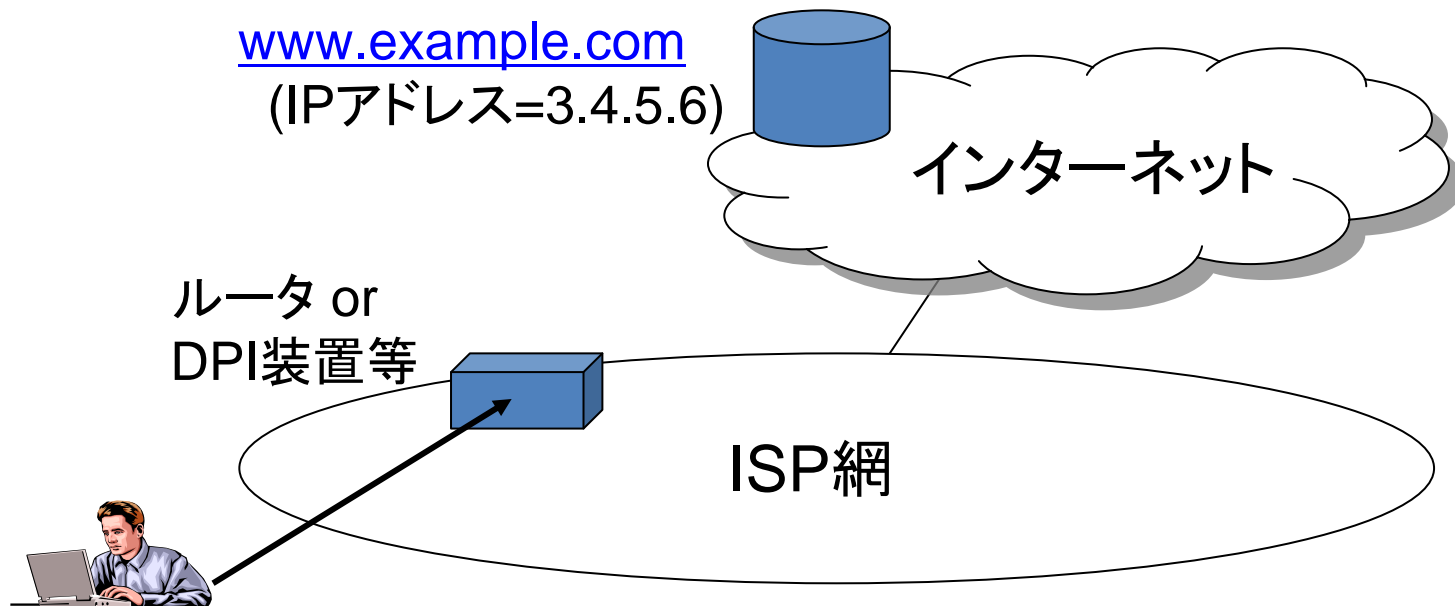 www.example.com
(IPアドレス=3.4.5.6)
インターネット
ルータ or
DPI装置等
ISP網